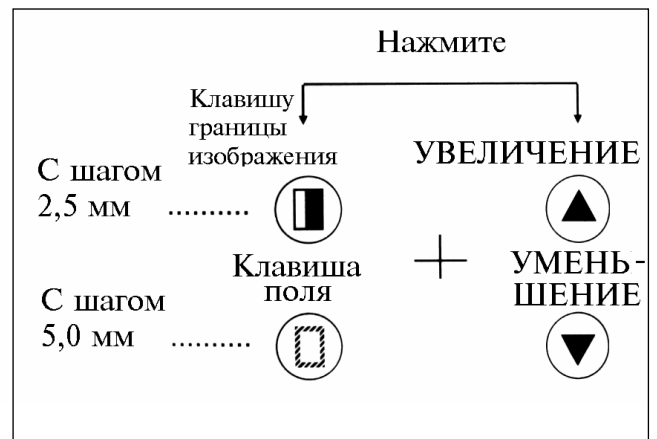 Нажмите
Клавишу
границы
изображения
УВЕЛИЧЕНИЕ
С шагом
2,5 мм ..........
Клавиша
поля
УМЕНЬ-
ШЕНИЕ
С шагом
5,0 мм ..........